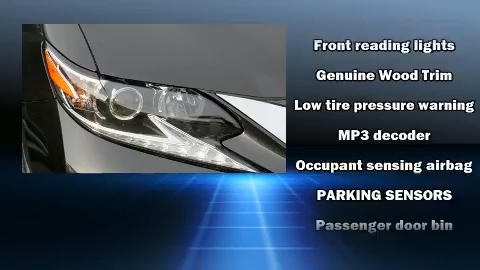 Front reading lights
Genuine Wood Trim
Low tire pressure warning
MP3 decoder
Occupant sensing airbag
PARKING SENSORS
Passenger door bin